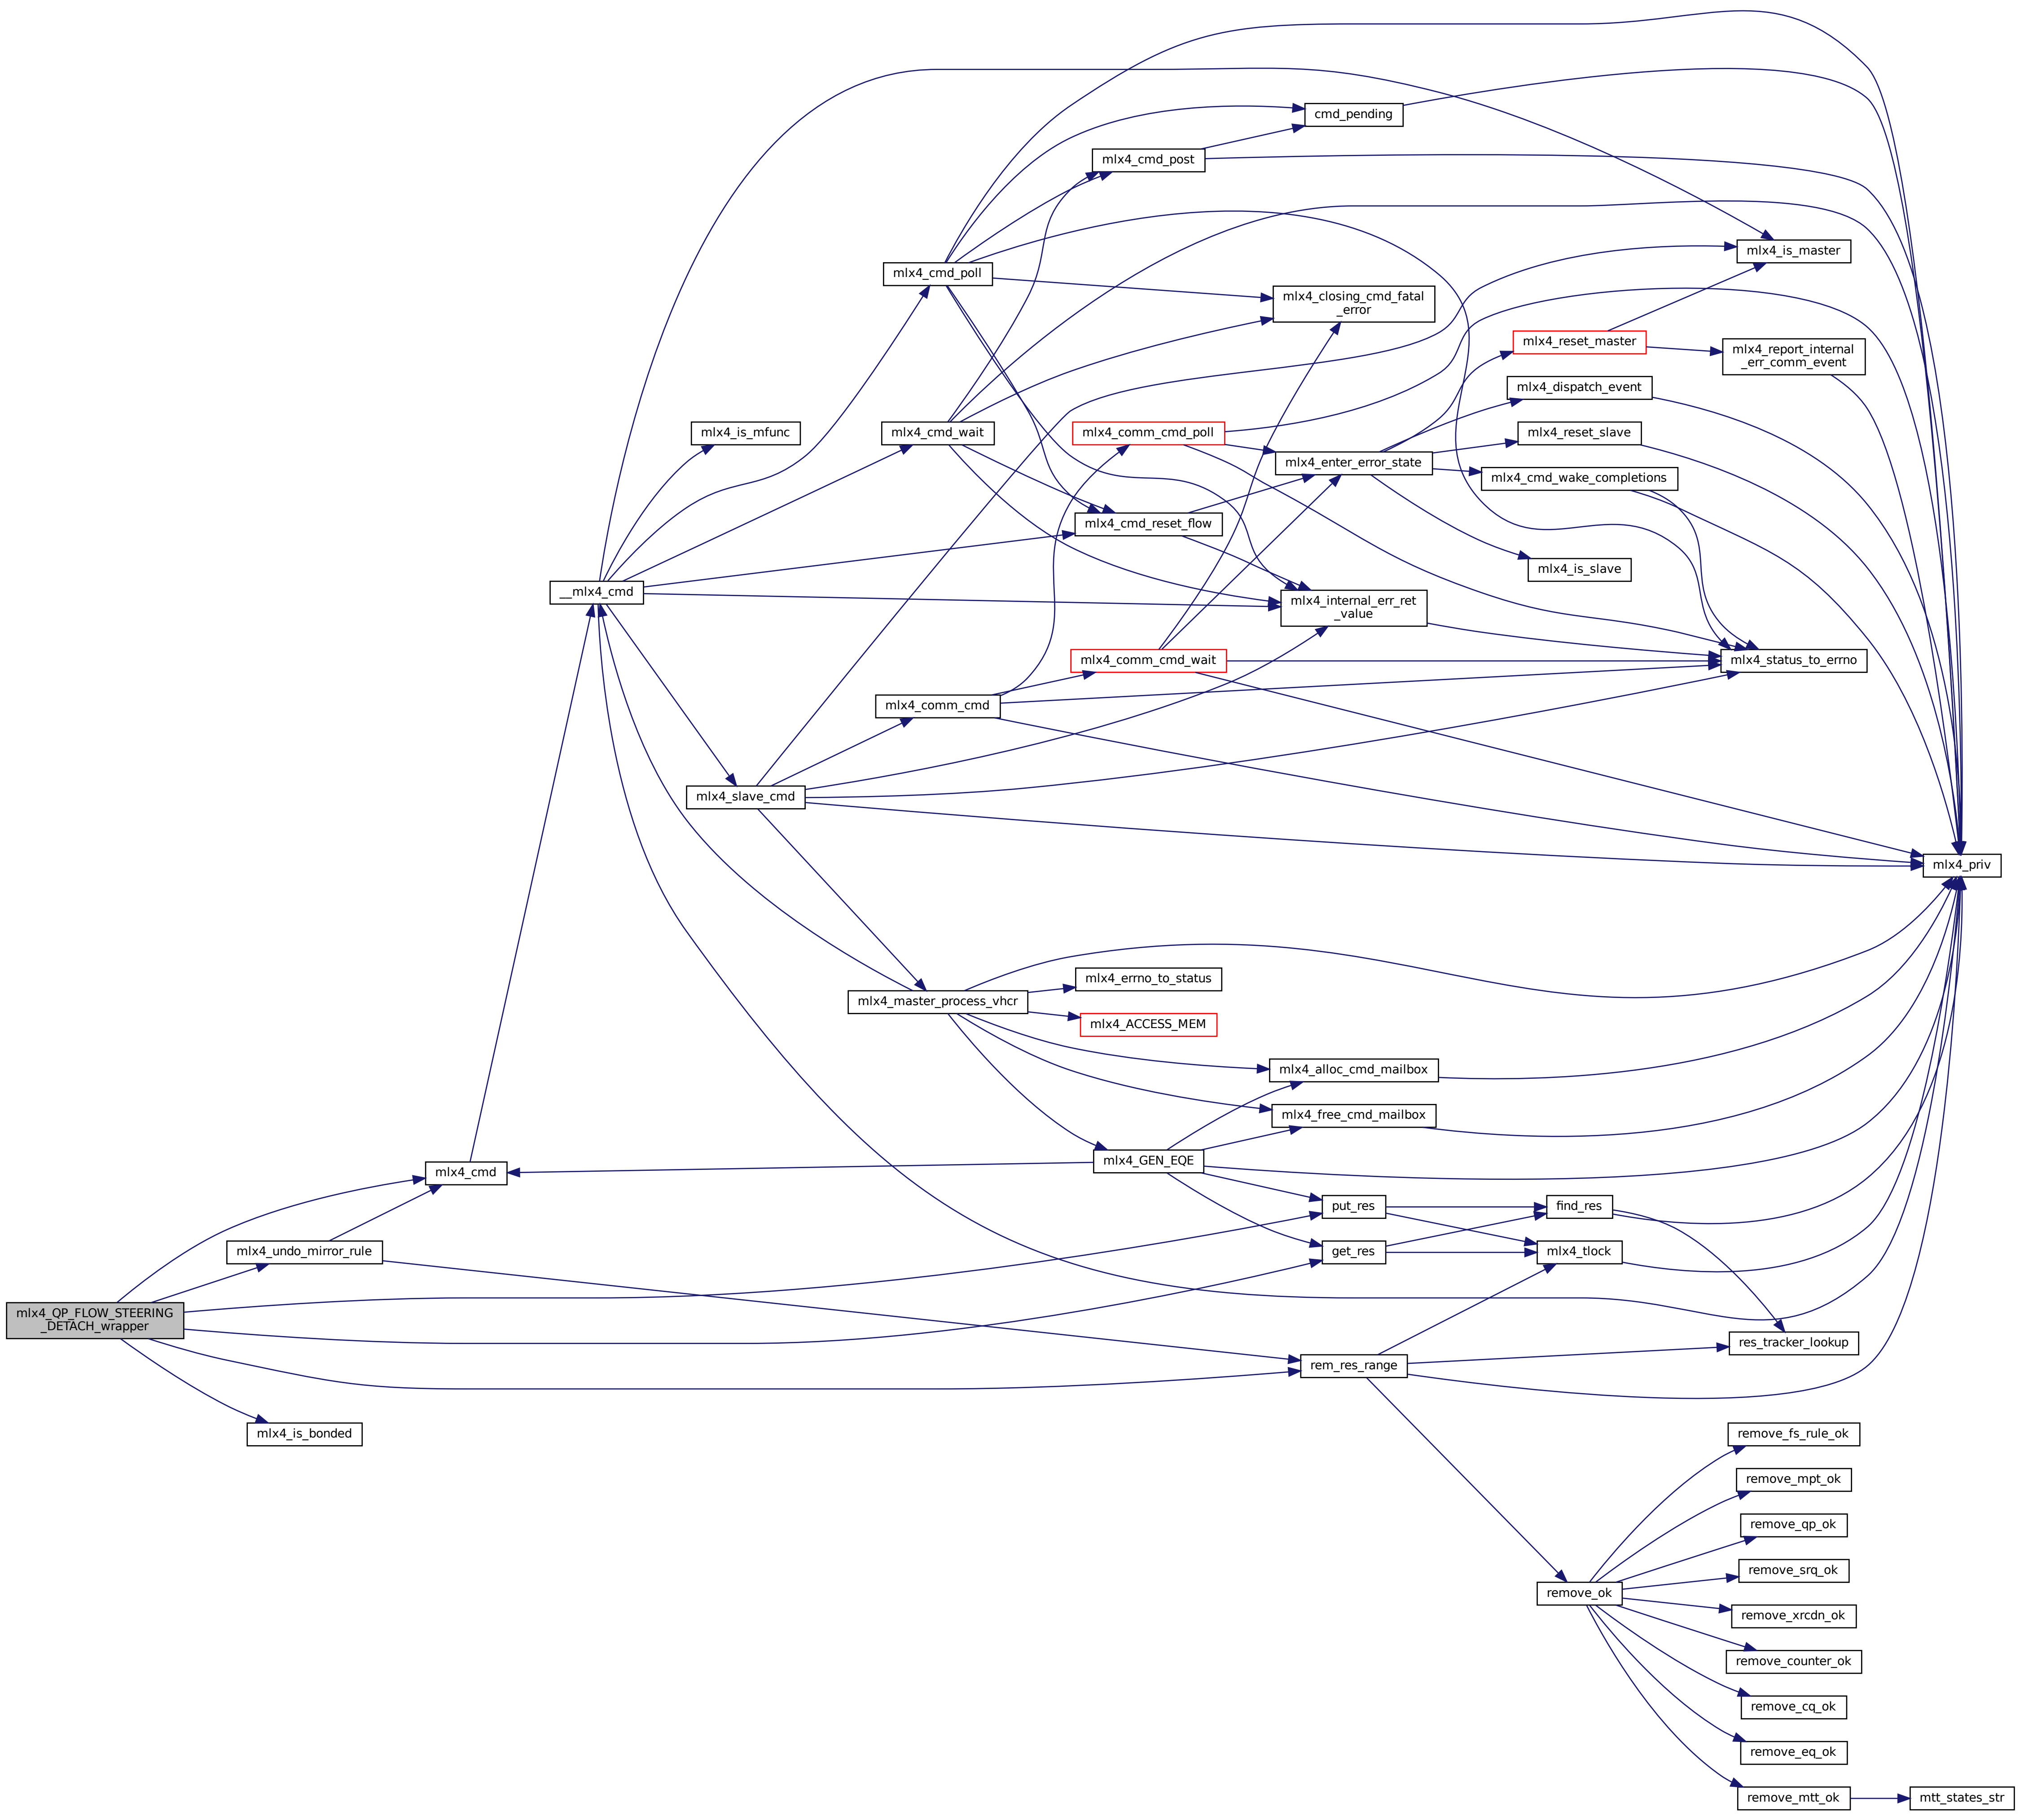 cmd_pending
mlx4_cmd_post
mlx4_is_master
mlx4_cmd_poll
mlx4_closing_cmd_fatal
_error
mlx4_reset_master
mlx4_report_internal
_err_comm_event
mlx4_dispatch_event
mlx4_is_mfunc
mlx4_cmd_wait
mlx4_comm_cmd_poll
mlx4_reset_slave
mlx4_enter_error_state
mlx4_cmd_wake_completions
mlx4_cmd_reset_flow
mlx4_is_slave
__mlx4_cmd
mlx4_internal_err_ret
_value
mlx4_comm_cmd_wait
mlx4_status_to_errno
mlx4_comm_cmd
mlx4_slave_cmd
mlx4_priv
mlx4_errno_to_status
mlx4_master_process_vhcr
mlx4_ACCESS_MEM
mlx4_alloc_cmd_mailbox
mlx4_free_cmd_mailbox
mlx4_GEN_EQE
mlx4_cmd
put_res
find_res
mlx4_undo_mirror_rule
get_res
mlx4_tlock
mlx4_QP_FLOW_STEERING
_DETACH_wrapper
res_tracker_lookup
rem_res_range
mlx4_is_bonded
remove_fs_rule_ok
remove_mpt_ok
remove_qp_ok
remove_srq_ok
remove_ok
remove_xrcdn_ok
remove_counter_ok
remove_cq_ok
remove_eq_ok
remove_mtt_ok
mtt_states_str